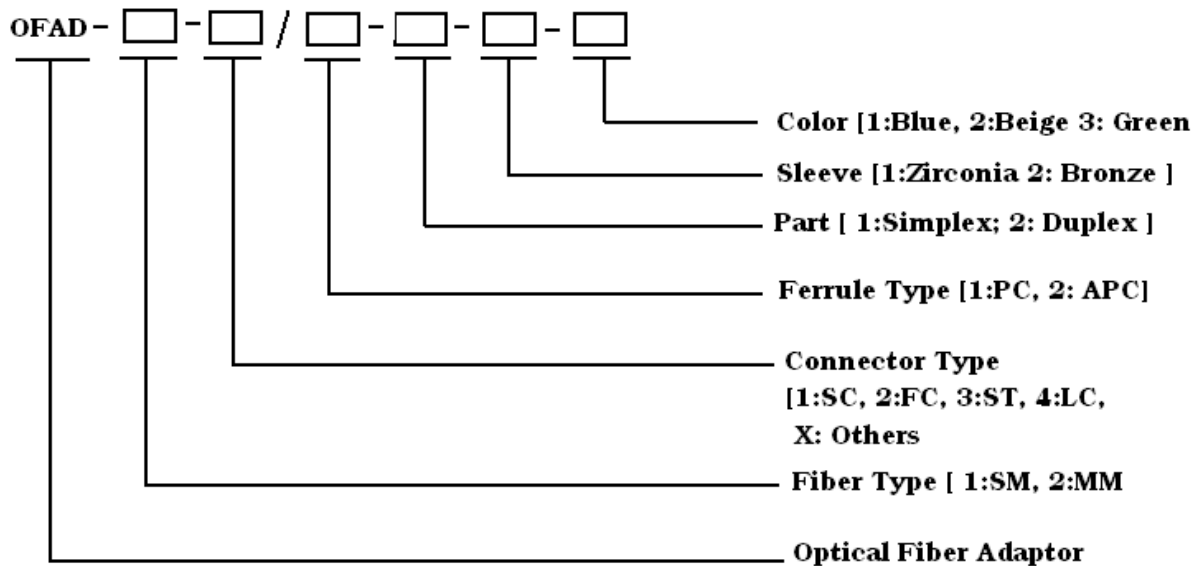 OFAD - - / - - -
Color [1:Blue, 2:Beige 3: Green
Sleeve [1:Zirconia 2: Bronze ]
Part [ 1:Simplex; 2: Duplex ]
Ferrule Type [1:PC, 2: APC]
Connector Type
[1:SC, 2:FC, 3:ST, 4:LC,
X: Others
Fiber Type [ 1:SM, 2:MM
Optical Fiber Adaptor